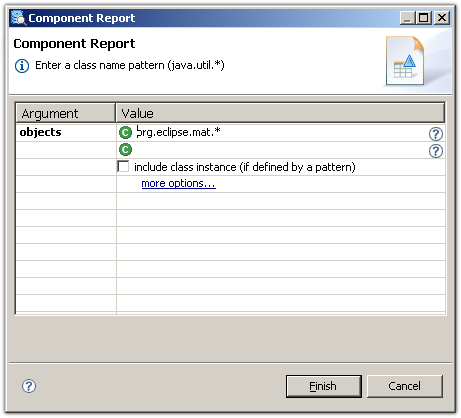 Component Report
Component Report
Enter a class name pattern (java.util.*)
Argument Value
objects org.eclipse.mat.*
include class instance (if defined by a pattern)
more options...
Finish Cancel